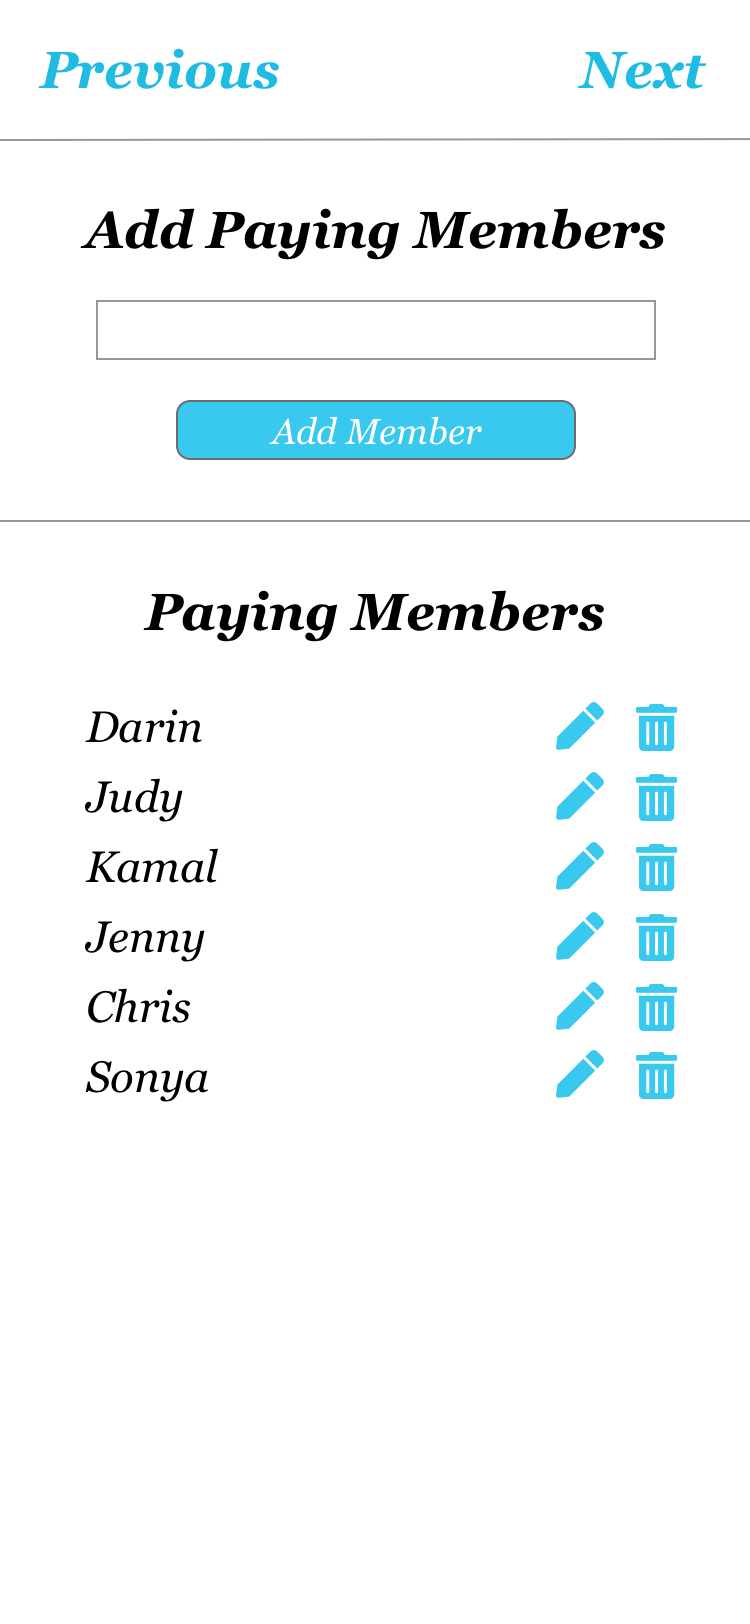 Previous Next
Add Paying Members
Add Member
Paying Members
Darin
Judy
Kamal
Jenny
Chris
Sonya